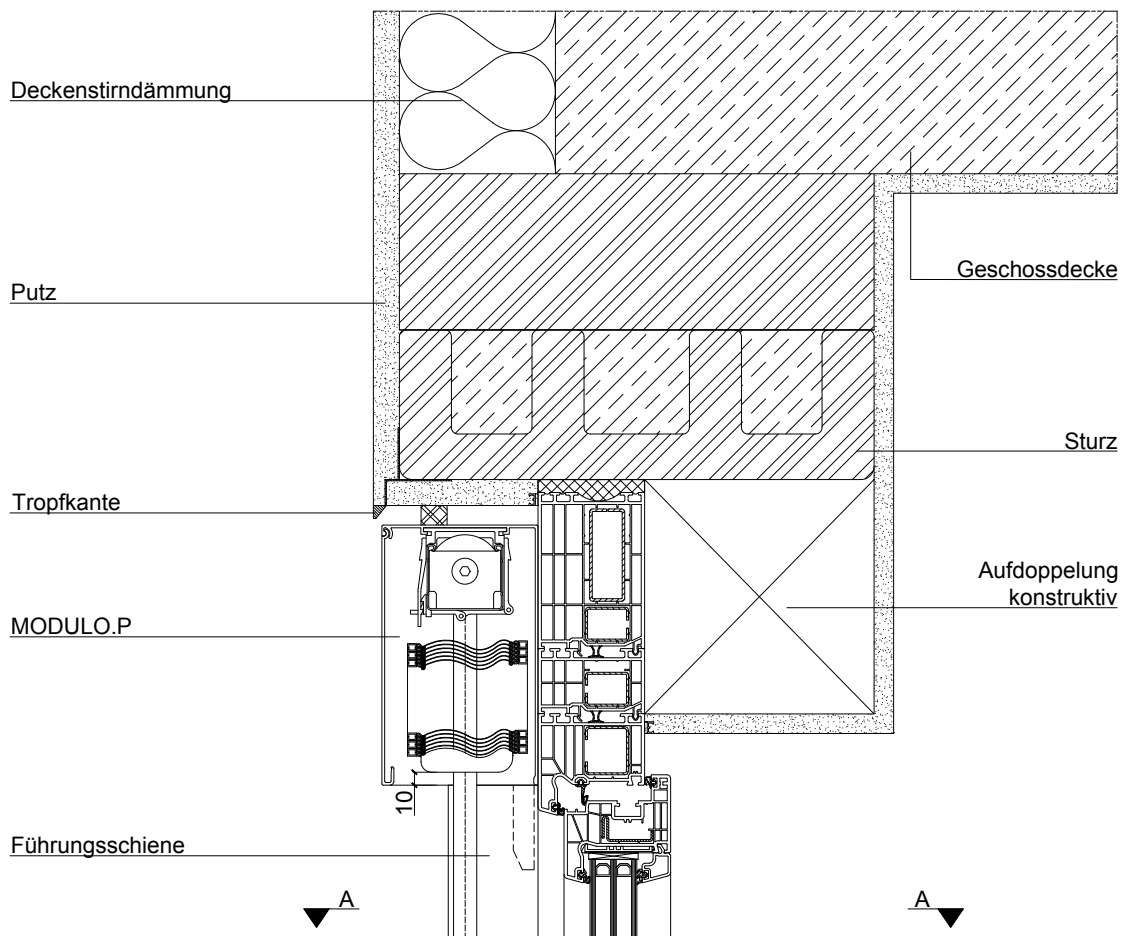 Deckenstirndämmung
Geschossdecke
Putz
Sturz
Tropfkante
Aufdoppelung
konstruktiv
MODULO.P
10
Führungsschiene
A
A